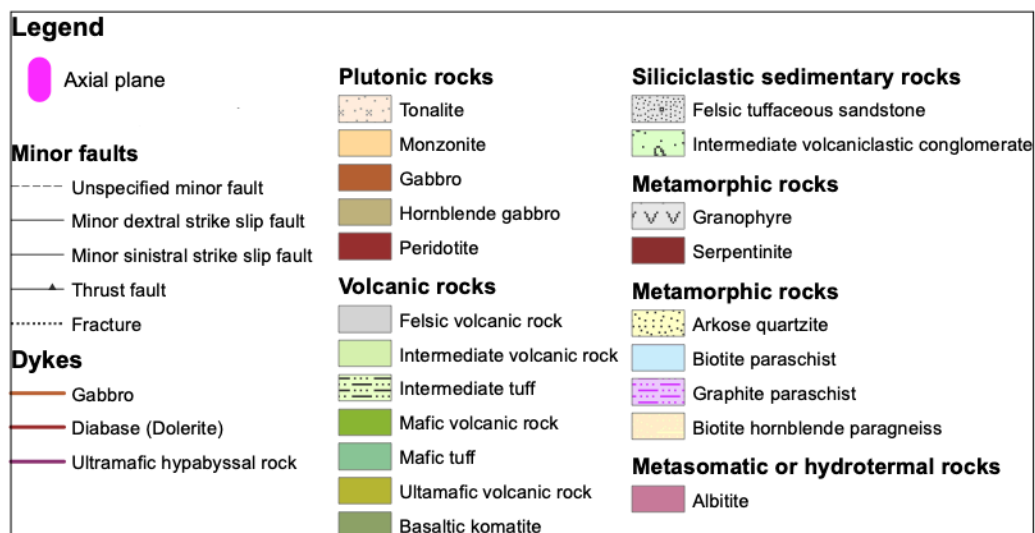 Legend
Axial plane
Minor faults
Unspecified minor fault
Minor dextral strike slip fault
Minor sinistral strike slip fault
Thrust fault
Fracture
Dykes
Gabbro
Diabase (Dolerite)
Ultramafic hypabyssal rock
Plutonic rocks
Tonalite
Monzonite
Gabbro
Hornblende gabbro
Peridotite
Volcanic rocks
Felsic volcanic rock
Intermediate volcanic rock
Intermediate tuff
Mafic volcanic rock
Mafic tuff
Ultamafic volcanic rock
Basaltic komatite
Siliciclastic sedimentary rocks
Felsic tuffaceous sandstone
Intermediate volcaniclastic conglomerate
Metamorphic rocks
Granophyre
Serpentinite
Metamorphic rocks
Arkose quartzite
Biotite paraschist
Graphite paraschist
Biotite hornblende paragneiss
Metasomatic or hydrotermal rocks
Albitite